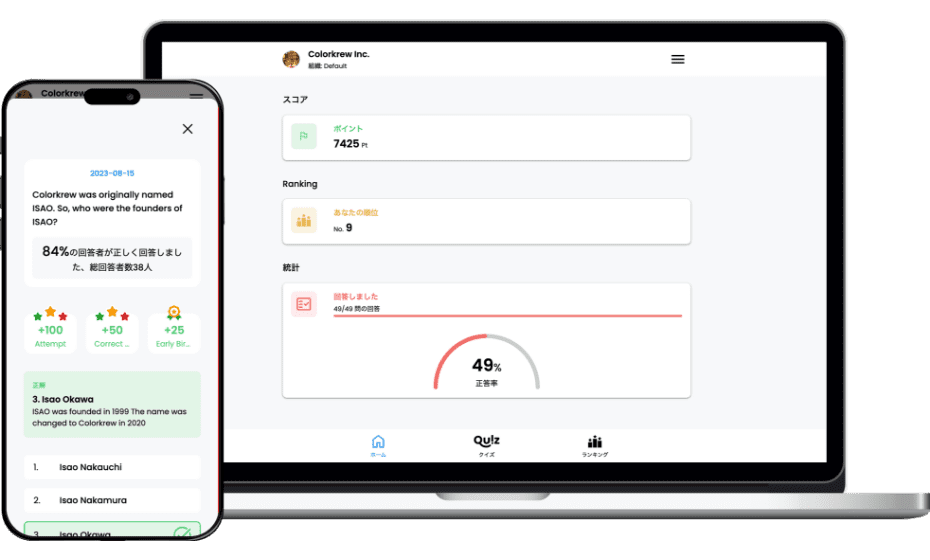 Colorkrew
2023-08-15
Colorkrew was originally named
ISAO. So, who were the founders of
ISAO?
84%の回答者が正しく回答しまし
た、総回答者数38人
+100
Attempt
+50
Correct ...
+25
Early Bir...
正解
3. Isao Okawa
ISAO was founded in 1999 The name was
changed to Colorkrew in 2020
1. Isao Nakauchi
2. Isao Nakamura
3. Isao Okawa
Colorkrew Inc.
組織: Default
スコア
ポイント
7425 Pt
Ranking
あなたの順位
No. 9
統計
回答しました
49/49 問の回答
49%
正答率
ホーム
Quiz
クイズ
ランキング